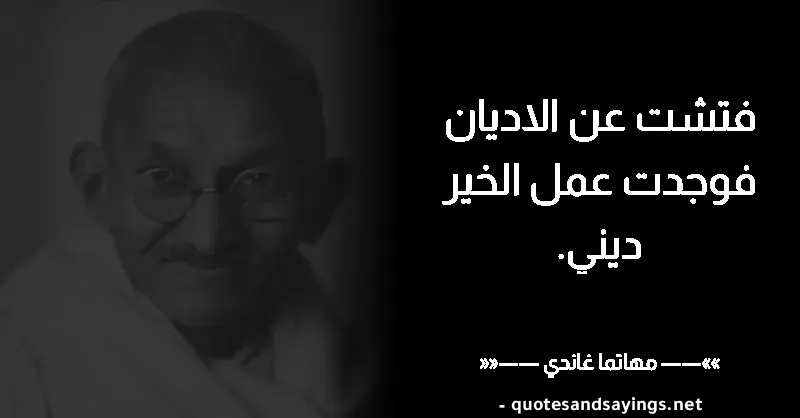 فتشت عن الاديان
فوجدت عمل الخير
ديني.
»»—— مهاتما غاندي ——««
- quotesandsayings.net